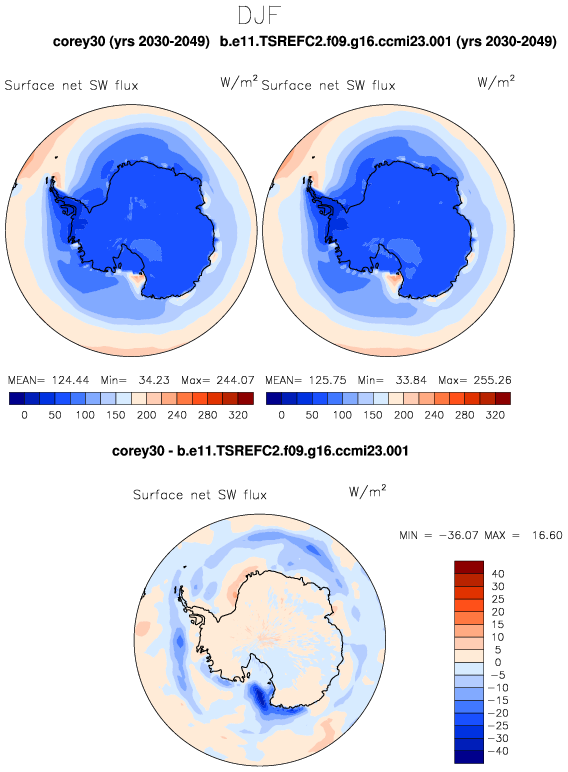 DJF
corey30 (yrs 2030-2049) b.e11.TSREFC2.f09.g16.ccmi23.001 (yrs 2030-2049)
Surface net SW flux W/m² Surface net SW flux W/m²
MEAN= 124.44 Min= 34.23 Max= 244.07 MEAN= 125.75 Min= 33.84 Max= 255.26
0 50 100 150 200 240 280 320 0 50 100 150 200 240 280 320
corey30 - b.e11.TSREFC2.f09.g16.ccmi23.001
Surface net SW flux W/m²
MIN = -36.07 MAX = 16.60
40
30
25
20
15
10
5
0
-5
-10
-15
-20
-25
-30
-40